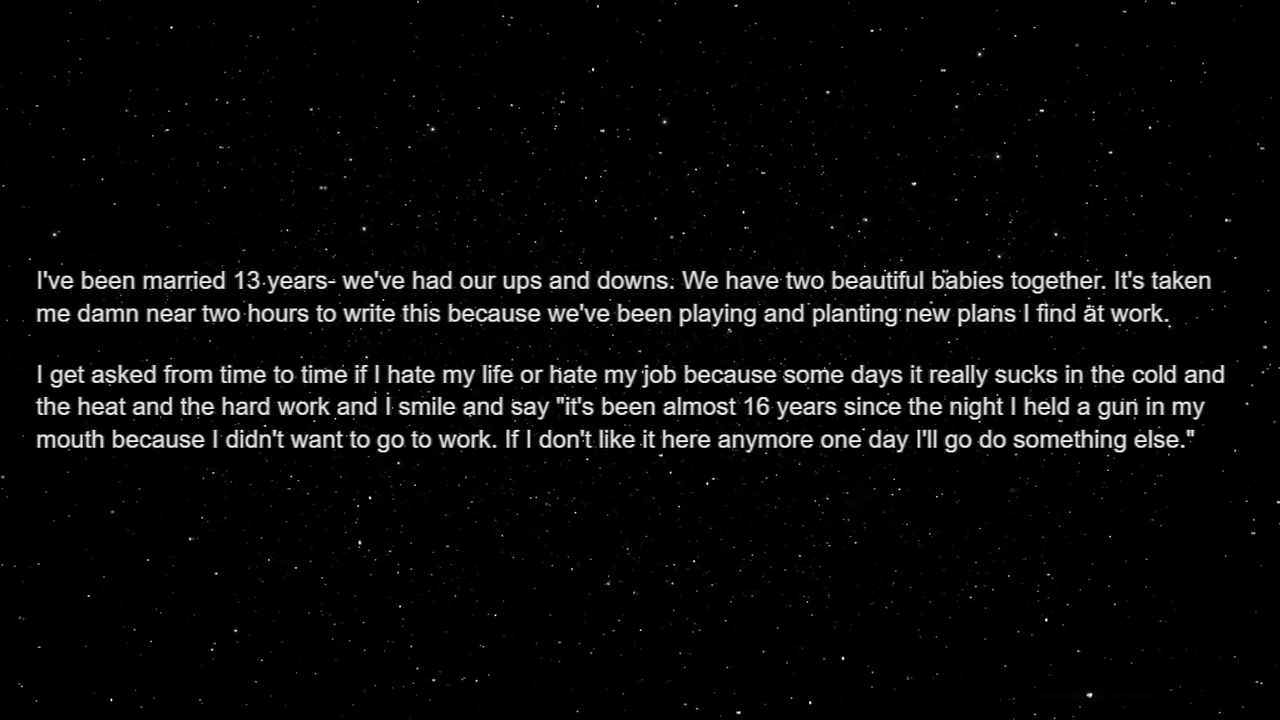 I've been married 13 years- we've had our ups and downs. We have two beautiful babies together. It's taken
me damn near two hours to write this because we've been playing and planting new plans I find at work.
I get asked from time to time if I hate my life or hate my job because some days it really sucks in the cold and
the heat and the hard work and I smile and say "it's been almost 16 years since the night I held a gun in my
mouth because I didn't want to go to work. If I don't like it here anymore one day I'll go do something else."